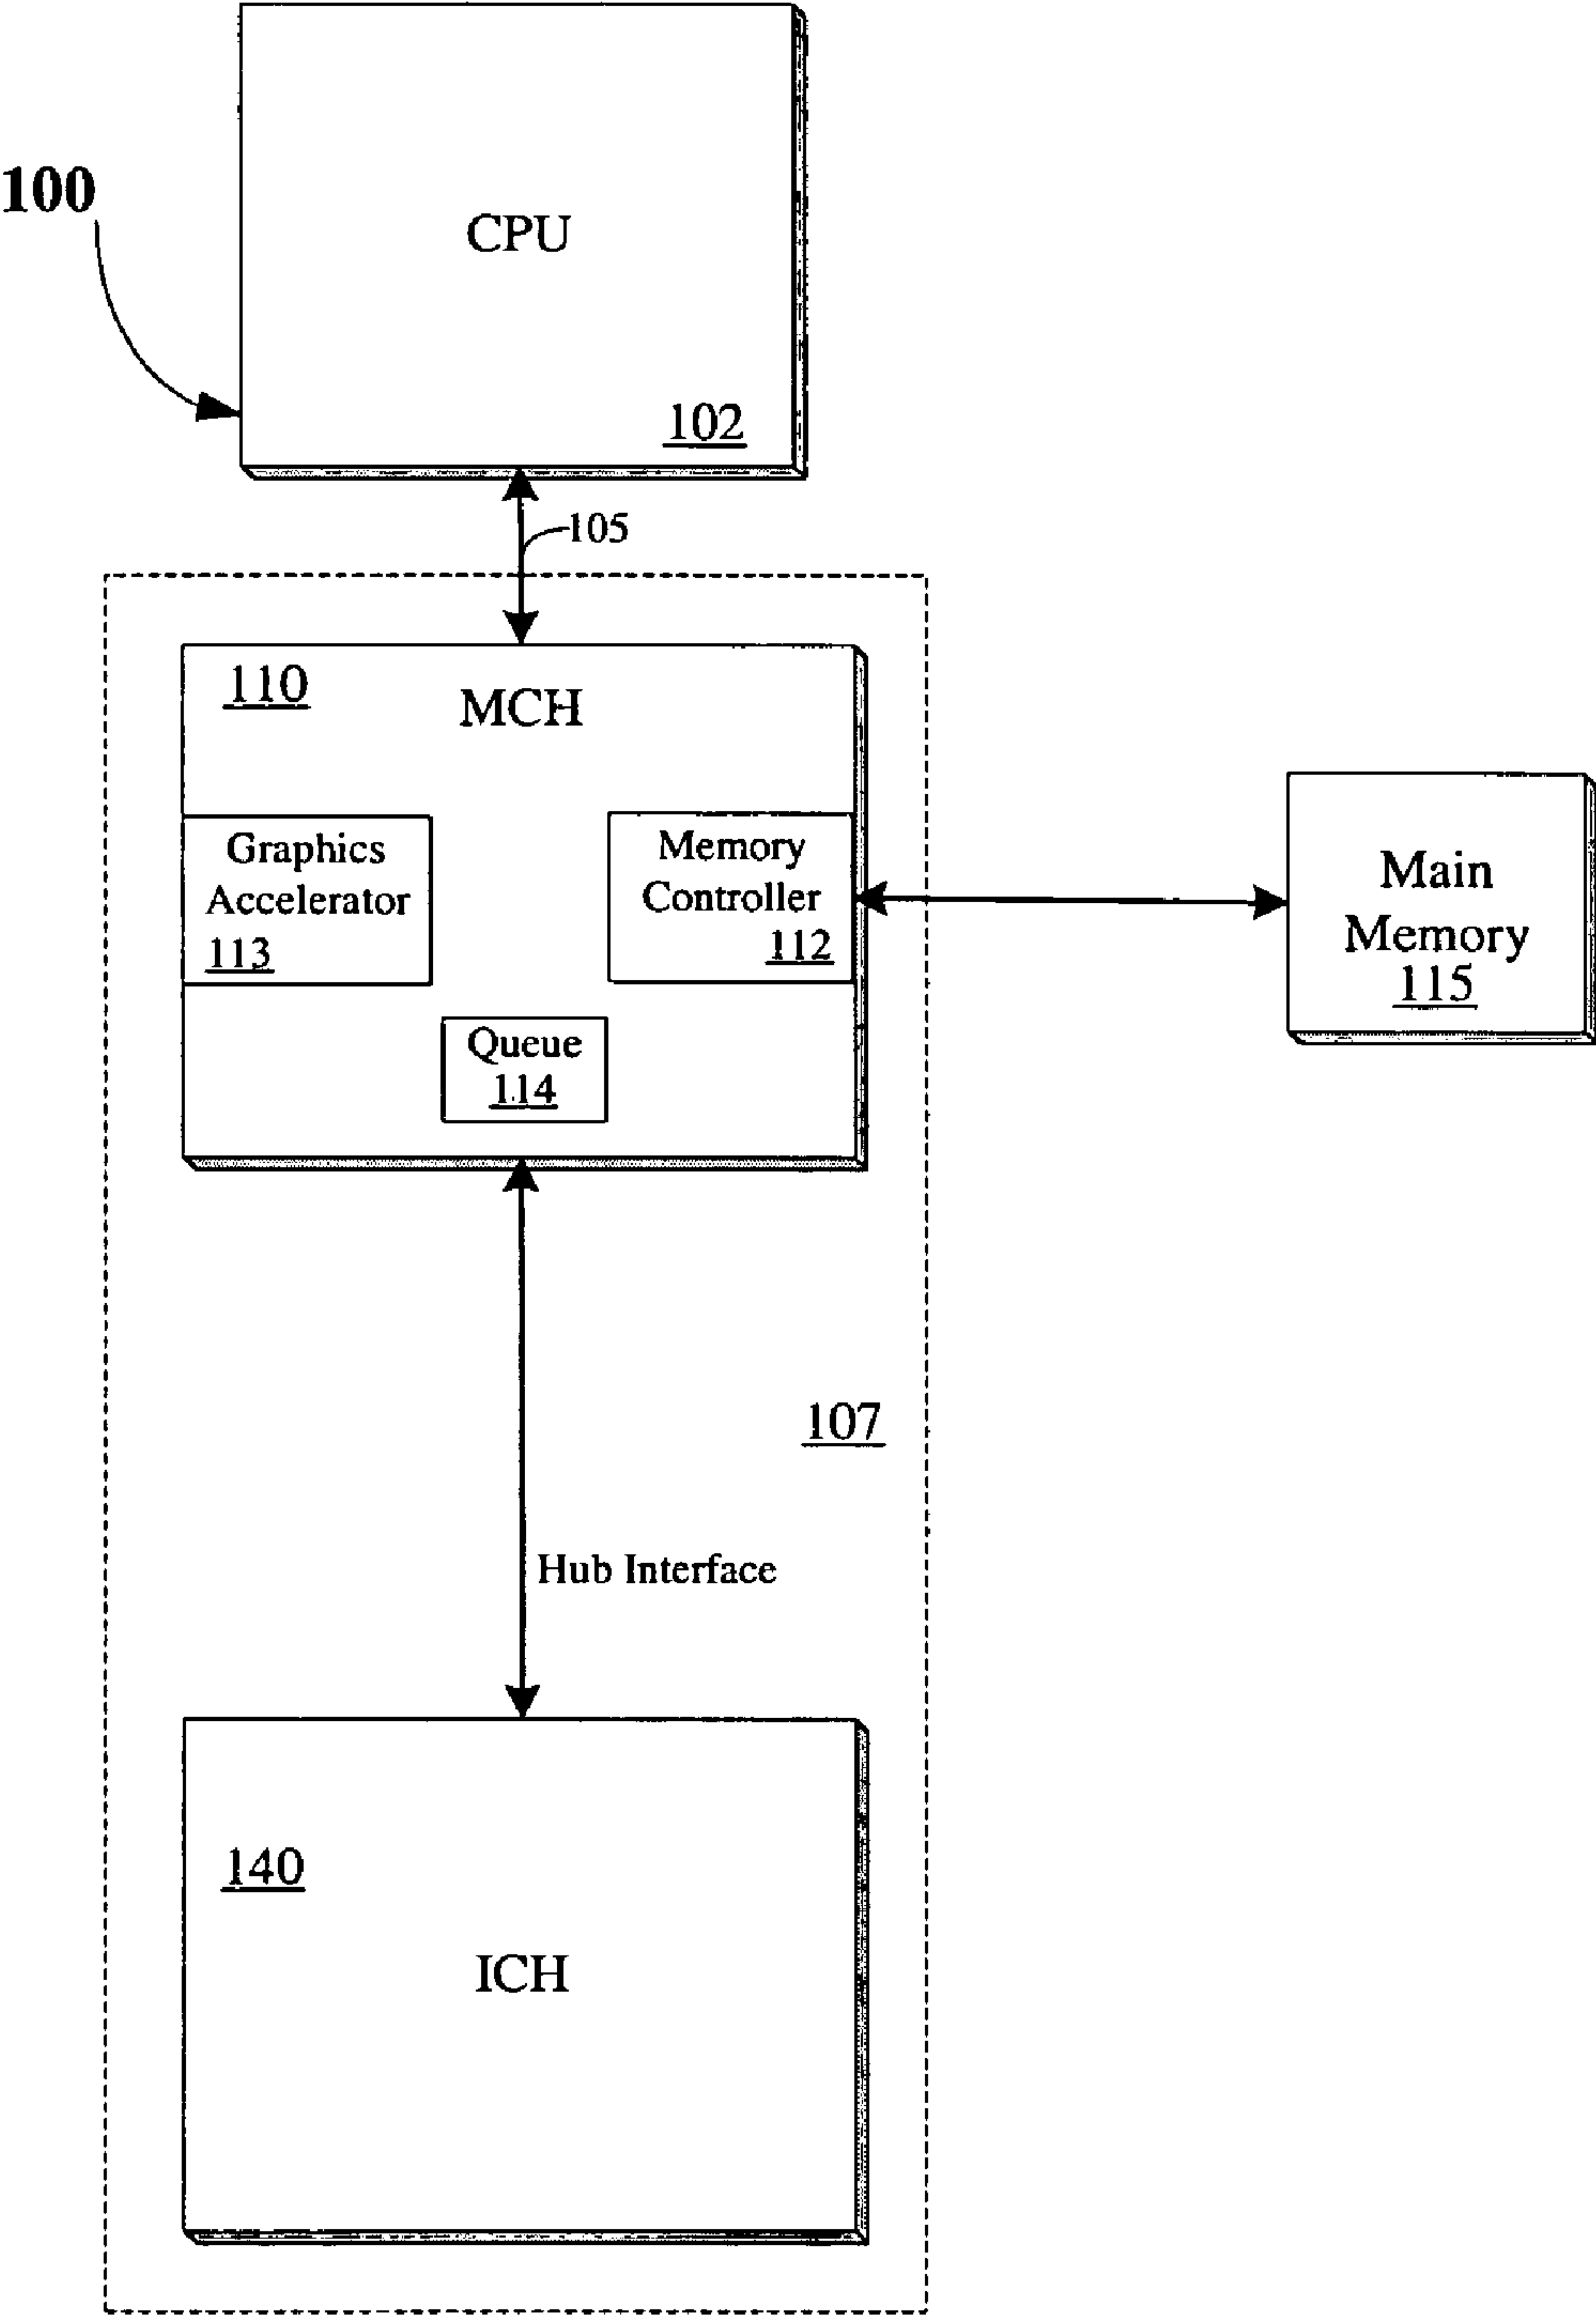 100
CPU
102
105
110
MCH
Graphics
Accelerator
113
Memory
Controller
112
Main
Memory
115
Queue
114
107
Hub Interface
140
ICH